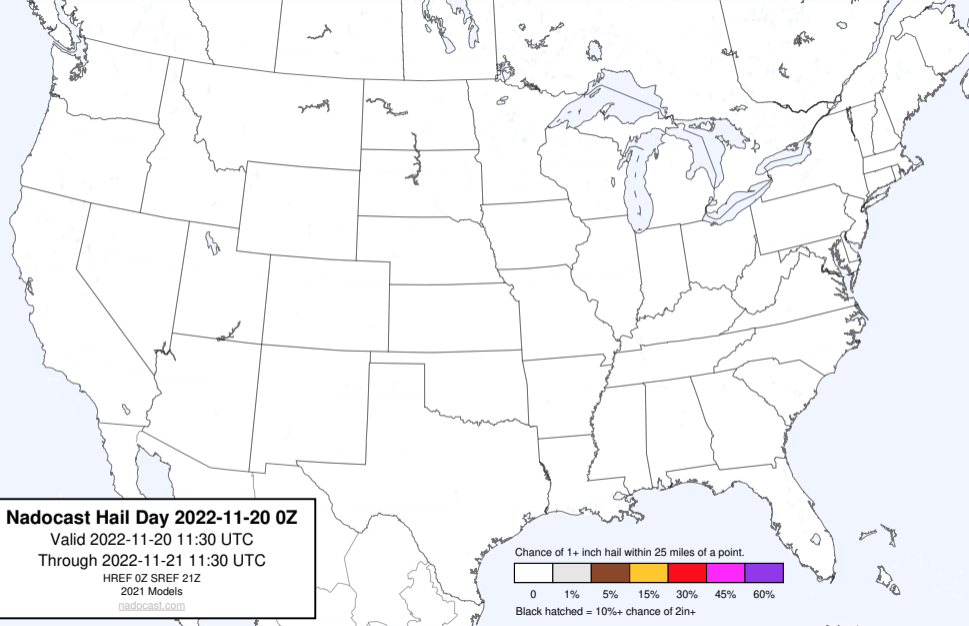 Nadocast Hail Day 2022-11-20 0Z
Valid 2022-11-20 11:30 UTC
Through 2022-11-21 11:30 UTC
HREF 0Z SREF 21Z
2021 Models
nadocast.com
Chance of 1+ inch hail within 25 miles of a point.
0 1% 5% 15% 30% 45% 60%
Black hatched = 10%+ chance of 2in+